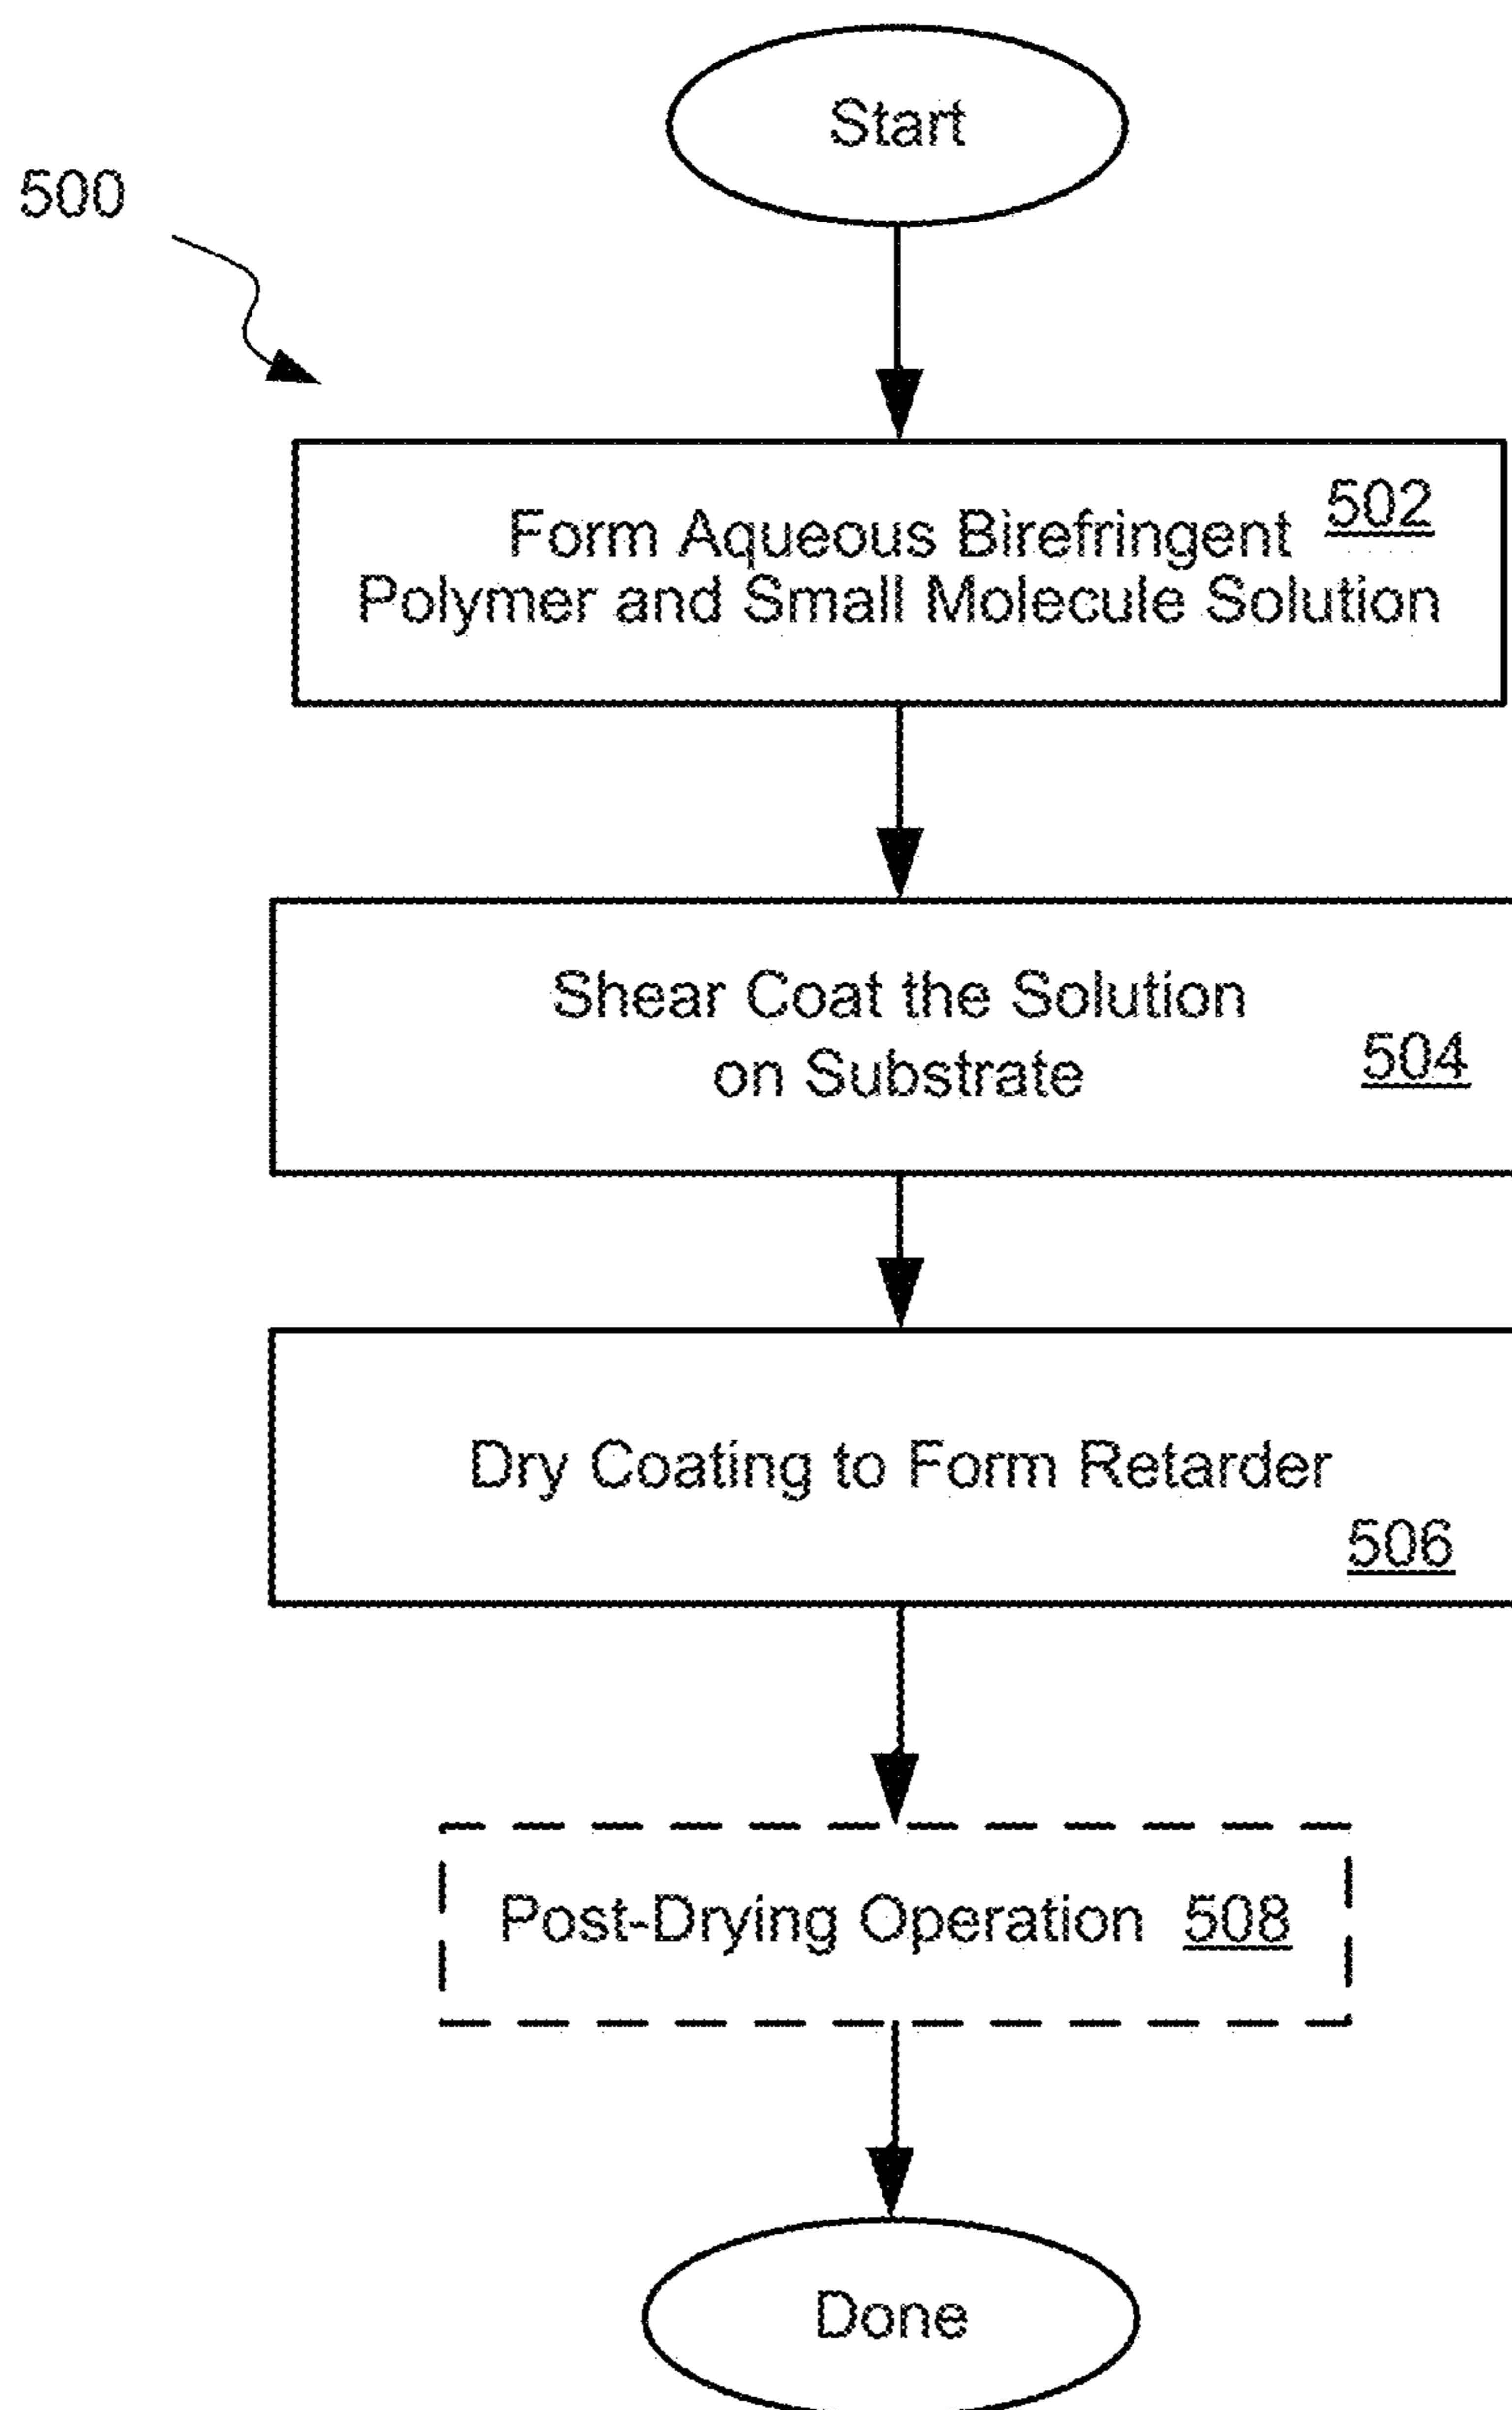 Start
500
502
Form Aqueous Birefringent
Polymer and Small Molecule Solution
Shear Coat the Solution
on Substrate
504
Dry Coating to Form Retarder
506
Post-Drying Operation 508
Done